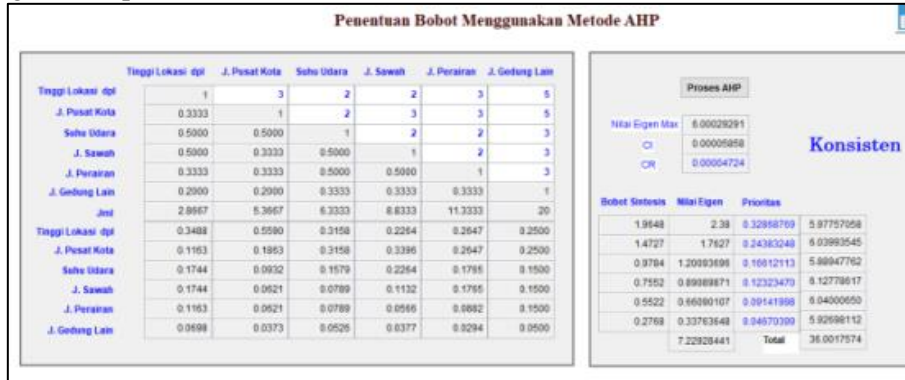 Penentuan Bobot Menggunakan Metode AHP
Tinggi Lokasi dpl J. Pusat Kota Suhu Udara J. Sawah J. Perairan J. Gedung Lain
Tinggi Lokasi dpl 1 3 2 2 3 5
J. Pusat Kota 0.3333 1 2 3 3 5
Suhu Udara 0.5000 0.5000 1 2 2 3
J. Sawah 0.5000 0.3333 0.5000 1 2 3
J. Perairan 0.3333 0.3333 0.5000 0.5000 1 3
J. Gedung Lain 0.2000 0.2000 0.3333 0.3333 0.3333 1
Jml 2.8667 5.3667 6.3333 8.8333 11.3333 20
Tinggi Lokasi dpl 0.3488 0.5590 0.3158 0.2264 0.2647 0.2500
J. Pusat Kota 0.1163 0.1863 0.3158 0.3396 0.2647 0.2500
Suhu Udara 0.1744 0.0932 0.1579 0.2264 0.1765 0.1500
J. Sawah 0.1744 0.0621 0.0789 0.1132 0.1765 0.1500
J. Perairan 0.1163 0.0621 0.0789 0.0566 0.0882 0.1500
J. Gedung Lain 0.0698 0.0373 0.0526 0.0377 0.0294 0.0500
Proses AHP
Nilai Eigen Max 6.00029291
CI 0.00005858
CR 0.00004724
Konsisten
Bobot Sintesis Nilai Eigen Prioritas
1.9648 2.38 0.32868769 5.97757058
1.4727 1.7627 0.24383248 6.03993545
0.9784 1.20093696 0.16612113 5.88947762
0.7552 0.89089871 0.12323470 6.12778617
0.5522 0.66090107 0.09141998 6.04000650
0.2768 0.33763648 0.04670399 5.92698112
7.22928441 Total 36.0017574